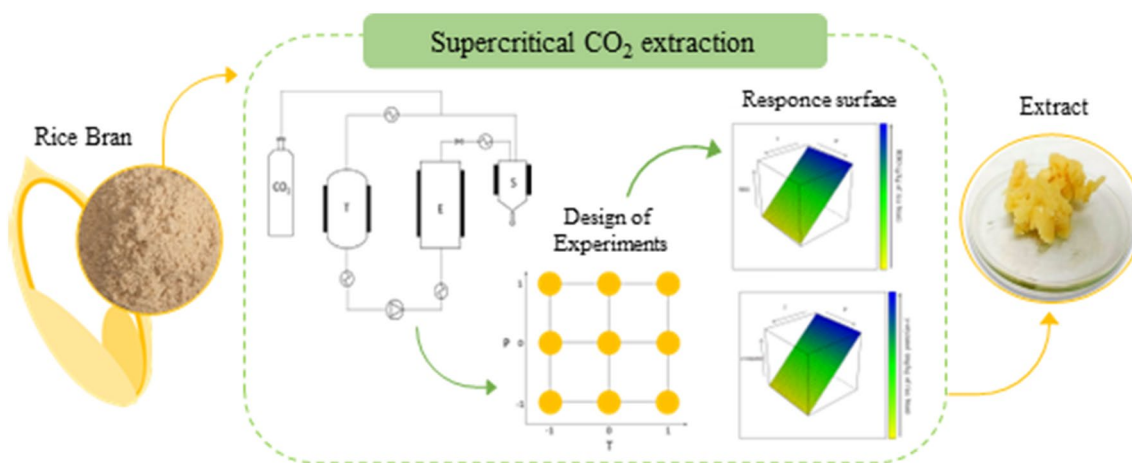 Supercritical CO₂ extraction
Rice Bran
CO₂
T
E
S
Design of
Experiments
1
P 0
-1
-1 0 1
T
Responce surface
Extract